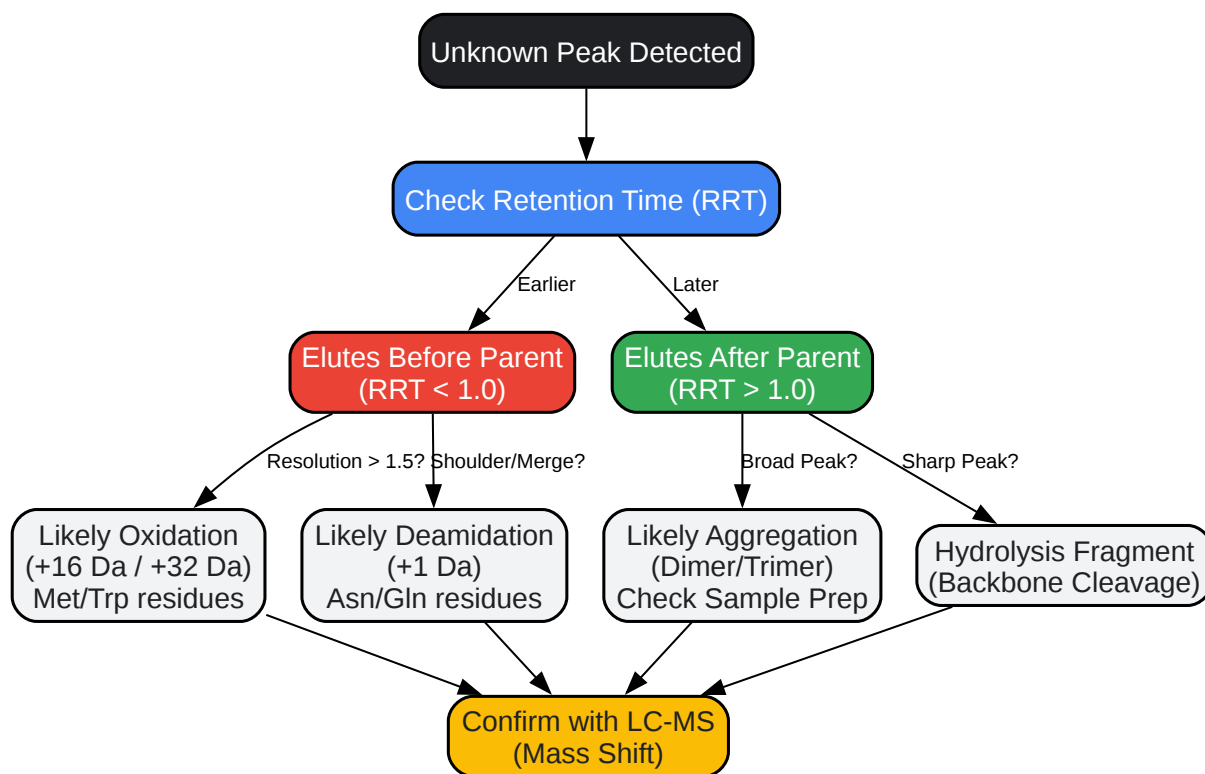 Unknown Peak Detected
Check Retention Time (RRT)
Earlier
Later
Elutes Before Parent
(RRT < 1.0)
Elutes After Parent
(RRT > 1.0)
Resolution > 1.5?
Shoulder/Merge?
Broad Peak?
Sharp Peak?
Likely Oxidation
(+16 Da / +32 Da)
Met/Trp residues
Likely Deamidation
(+1 Da)
Asn/Gln residues
Likely Aggregation
(Dimer/Trimer)
Check Sample Prep
Hydrolysis Fragment
(Backbone Cleavage)
Confirm with LC-MS
(Mass Shift)